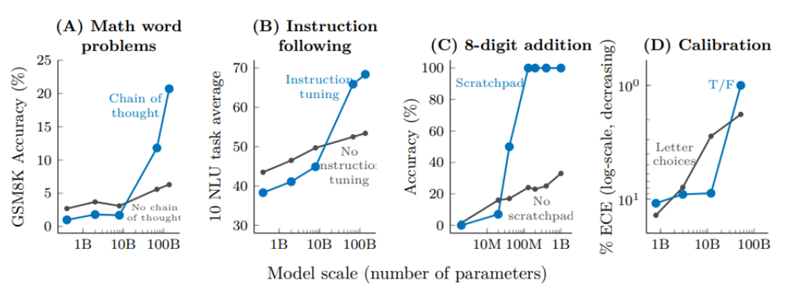 (A) Math word
problems
GSM8K Accuracy (%)
25
20
15
10
5
0
Chain of
thought
No chain
of thought
1B
10B
100B
(B) Instruction
following
10 NLU task average
70
60
50
40
30
Instruction
tuning
No
instruction
tuning
1B
10B
100B
(C) 8-digit addition
Accuracy (%)
100
80
60
40
20
0
Scratchpad
No
scratchpad
10M
100M
1B
(D) Calibration
% ECE (log-scale, decreasing)
10⁰
10¹
T/F
Letter
choices
1B
10B
100B
Model scale (number of parameters)